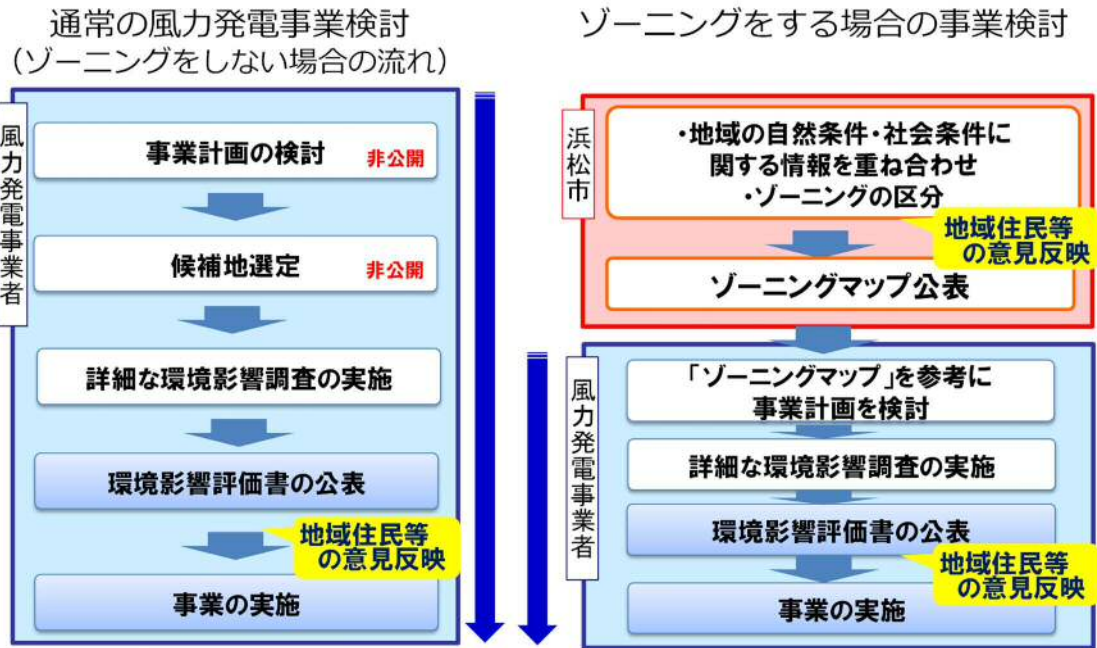 通常の風力発電事業検討
（ゾーニングをしない場合の流れ）
風力発電事業者
事業計画の検討 非公開
候補地選定 非公開
詳細な環境影響調査の実施
環境影響評価書の公表
地域住民等
の意見反映
事業の実施
ゾーニングをする場合の事業検討
浜松市
・地域の自然条件・社会条件に
関する情報を重ね合わせ
・ゾーニングの区分
地域住民等
の意見反映
ゾーニングマップ公表
風力発電事業者
「ゾーニングマップ」を参考に
事業計画を検討
詳細な環境影響調査の実施
環境影響評価書の公表
地域住民等
の意見反映
事業の実施